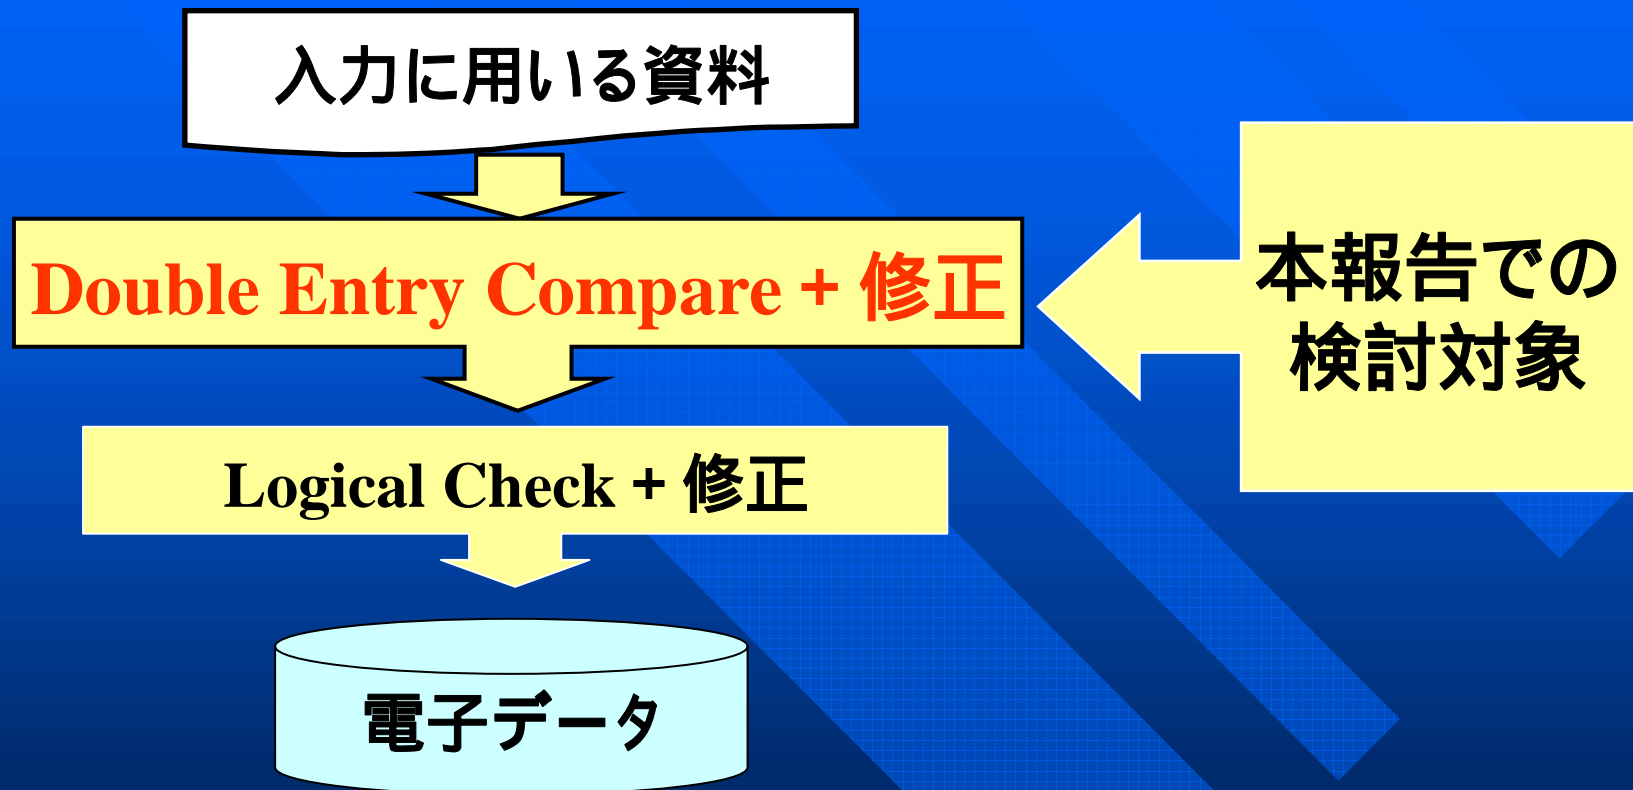 入力に用いる資料
Double Entry Compare + 修正
Logical Check + 修正
電子データ
本報告での
検討対象